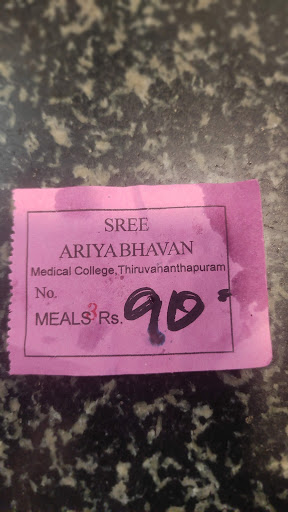 SREE
ARIYA BHAVAN
Medical College,Thiruvananthapuram
No.
MEALS 3 Rs. 90